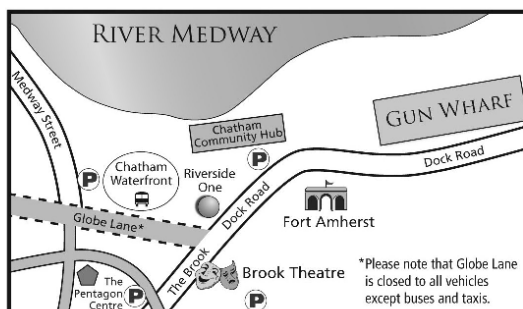 RIVER MEDWAY
Medway Street
Chatham
Community Hub
GUN WHARF
P
P
Chatham
Waterfront
Riverside
One
Dock Road
Dock Road
Fort Amherst
Globe Lane*
The Brook
Brook Theatre
The
Pentagon
Centre
P
P
*Please note that Globe Lane
is closed to all vehicles
except buses and taxis.